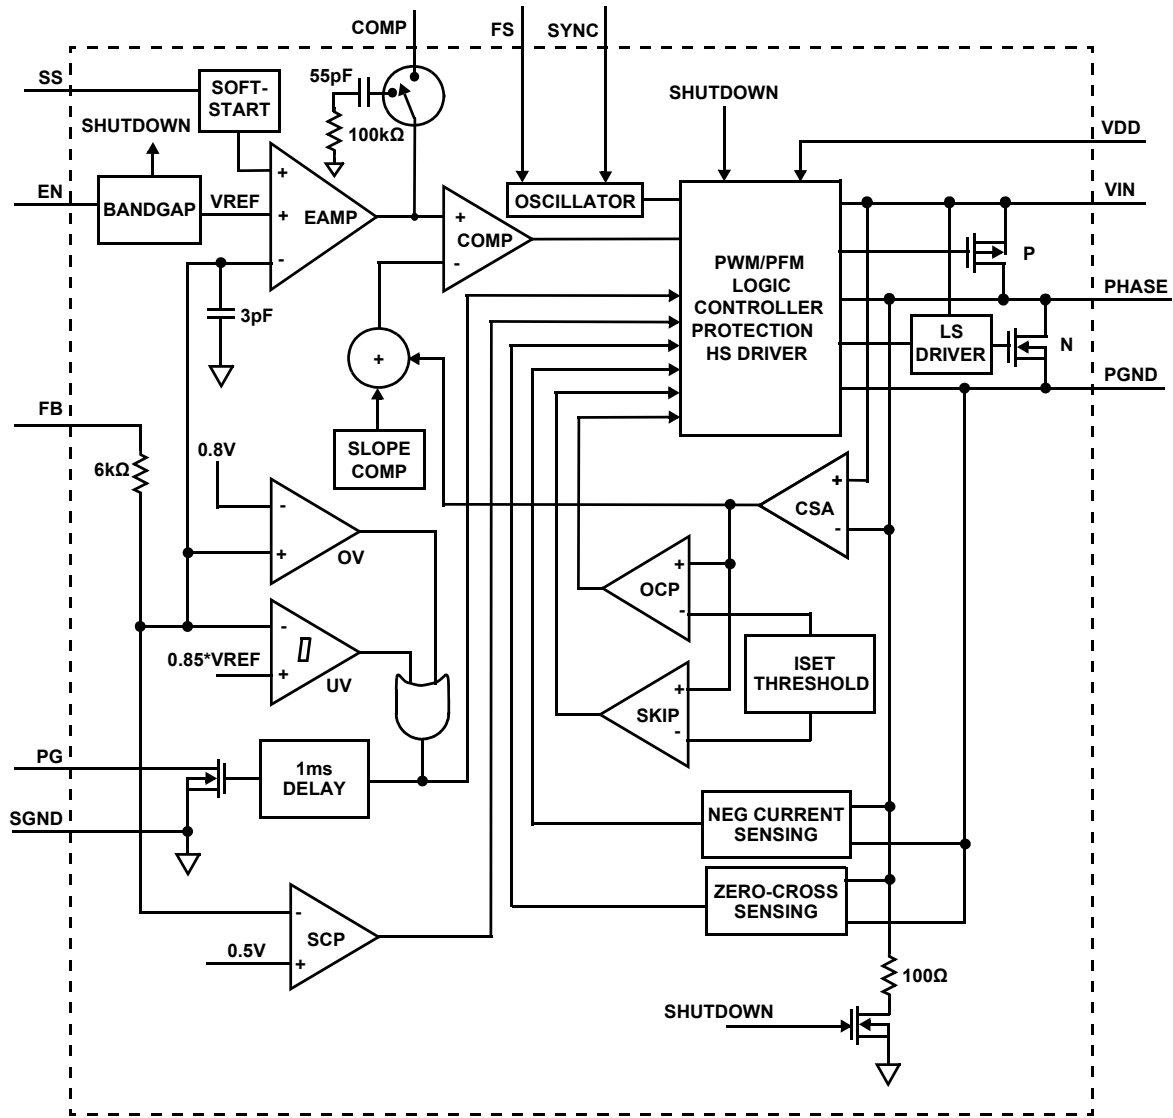 COMP
FS
SYNC
SS
SOFT-
START
55pF
100kΩ
SHUTDOWN
SHUTDOWN
VDD
EN
BANDGAP
VREF
+
+
-
EAMP
+
-
COMP
OSCILLATOR
VIN
P
PWM/PFM
LOGIC
CONTROLLER
PROTECTION
HS DRIVER
PHASE
3pF
LS
DRIVER
N
+
PGND
FB
SLOPE
COMP
0.8V
6kΩ
-
+
OV
+
-
CSA
+
-
OCP
-
+
UV
0.85*VREF
ISET
THRESHOLD
+
-
SKIP
PG
1ms
DELAY
SGND
NEG CURRENT
SENSING
ZERO-CROSS
SENSING
-
+
SCP
0.5V
100Ω
SHUTDOWN